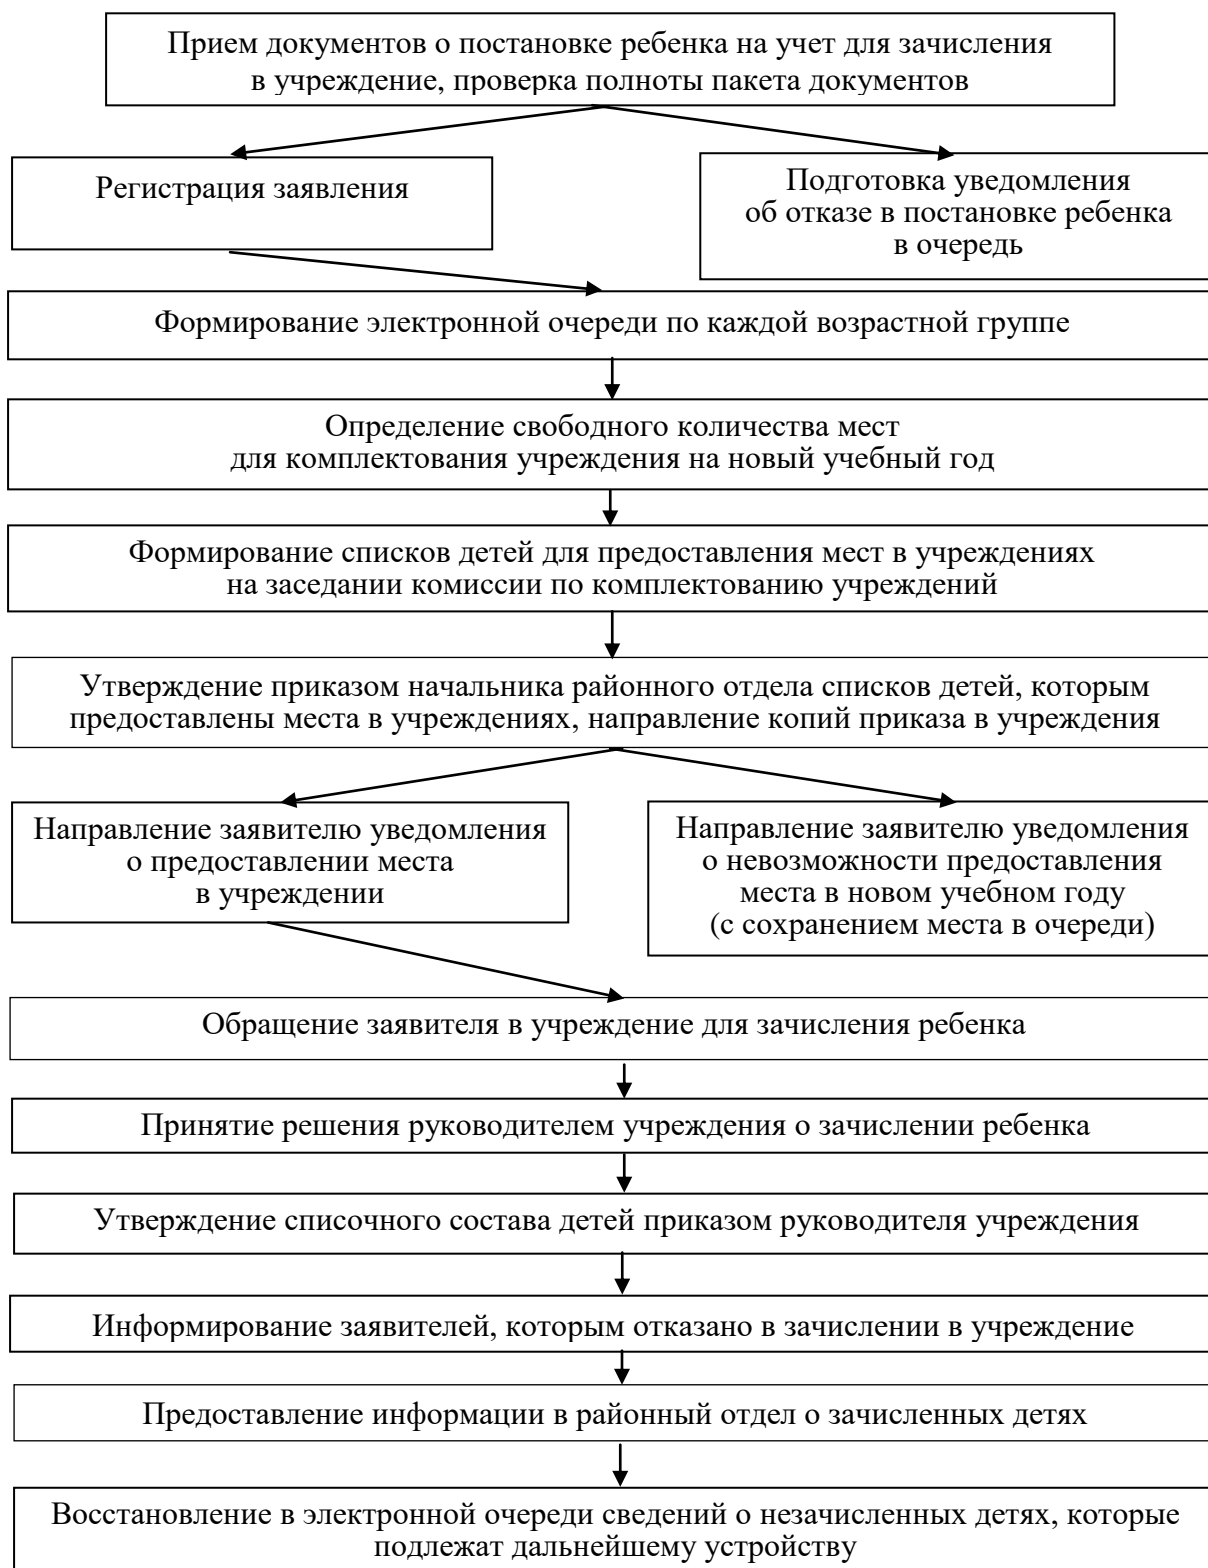 Прием документов о постановке ребенка на учет для зачисления
в учреждение, проверка полноты пакета документов
Регистрация заявления
Подготовка уведомления
об отказе в постановке ребенка
в очередь
Формирование электронной очереди по каждой возрастной группе
Определение свободного количества мест
для комплектования учреждения на новый учебный год
Формирование списков детей для предоставления мест в учреждениях
на заседании комиссии по комплектованию учреждений
Утверждение приказом начальника районного отдела списков детей, которым
предоставлены места в учреждениях, направление копий приказа в учреждения
Направление заявителю уведомления
о предоставлении места
в учреждении
Направление заявителю уведомления
о невозможности предоставления
места в новом учебном году
(с сохранением места в очереди)
Обращение заявителя в учреждение для зачисления ребенка
Принятие решения руководителем учреждения о зачислении ребенка
Утверждение списочного состава детей приказом руководителя учреждения
Информирование заявителей, которым отказано в зачислении в учреждение
Предоставление информации в районный отдел о зачисленных детях
Восстановление в электронной очереди сведений о незачисленных детях, которые
подлежат дальнейшему устройству